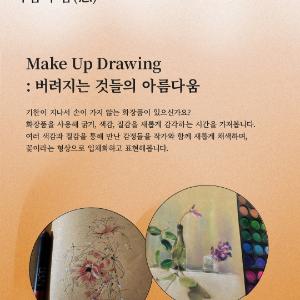 Make Up Drawing
: 버려지는 것들의 아름다움
기한이 지나서 손이 가지 않는 화장품이 있으신가요?
화장품을 사용해 굵기, 색감, 질감을 새롭게 감각하는 시간을 가져봅니다.
여러 색감과 질감을 통해 만난 감정들을 작가와 함께 새롭게 채색하며,
꽃이라는 형상으로 입체화하고 표현해봅니다.